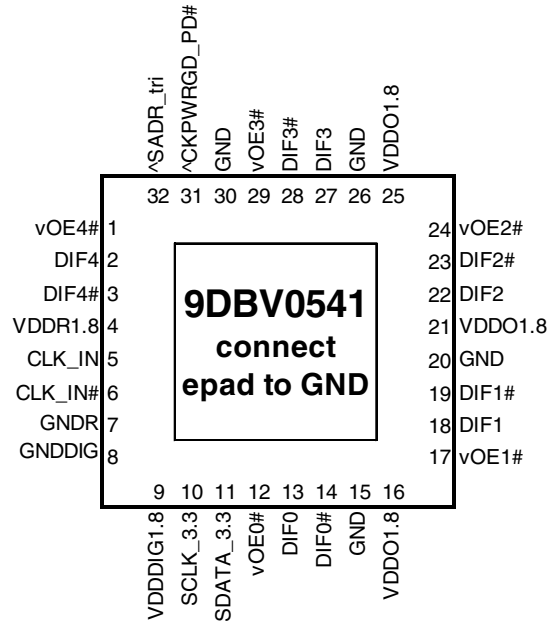 ^SADR_tri
^CKPWRGD_PD#
GND
vOE3#
DIF3#
DIF3
GND
VDDO1.8
32 31 30 29 28 27 26 25
vOE4# 1
DIF4 2
DIF4# 3
VDDR1.8 4
CLK_IN 5
CLK_IN# 6
GNDR 7
GNDDIG 8
9DBV0541
connect
epad to GND
24 vOE2#
23 DIF2#
22 DIF2
21 VDDO1.8
20 GND
19 DIF1#
18 DIF1
17 vOE1#
9 10 11 12 13 14 15 16
VDDDIG1.8
SCLK_3.3
SDATA_3.3
vOE0#
DIF0
DIF0#
GND
VDDO1.8